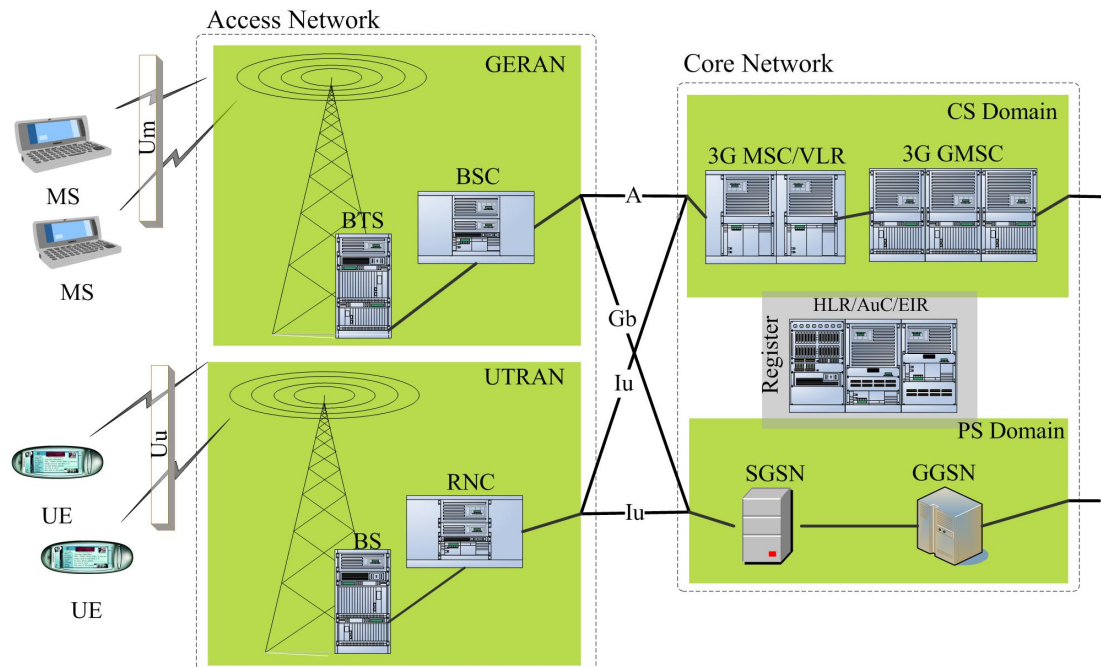 Access Network
GERAN
Um
MS
MS
BTS
BSC
UTRAN
Uu
UE
UE
BS
RNC
A
Gb
Iu
Iu
Core Network
CS Domain
3G MSC/VLR
3G GMSC
HLR/AuC/EIR
Register
PS Domain
SGSN
GGSN